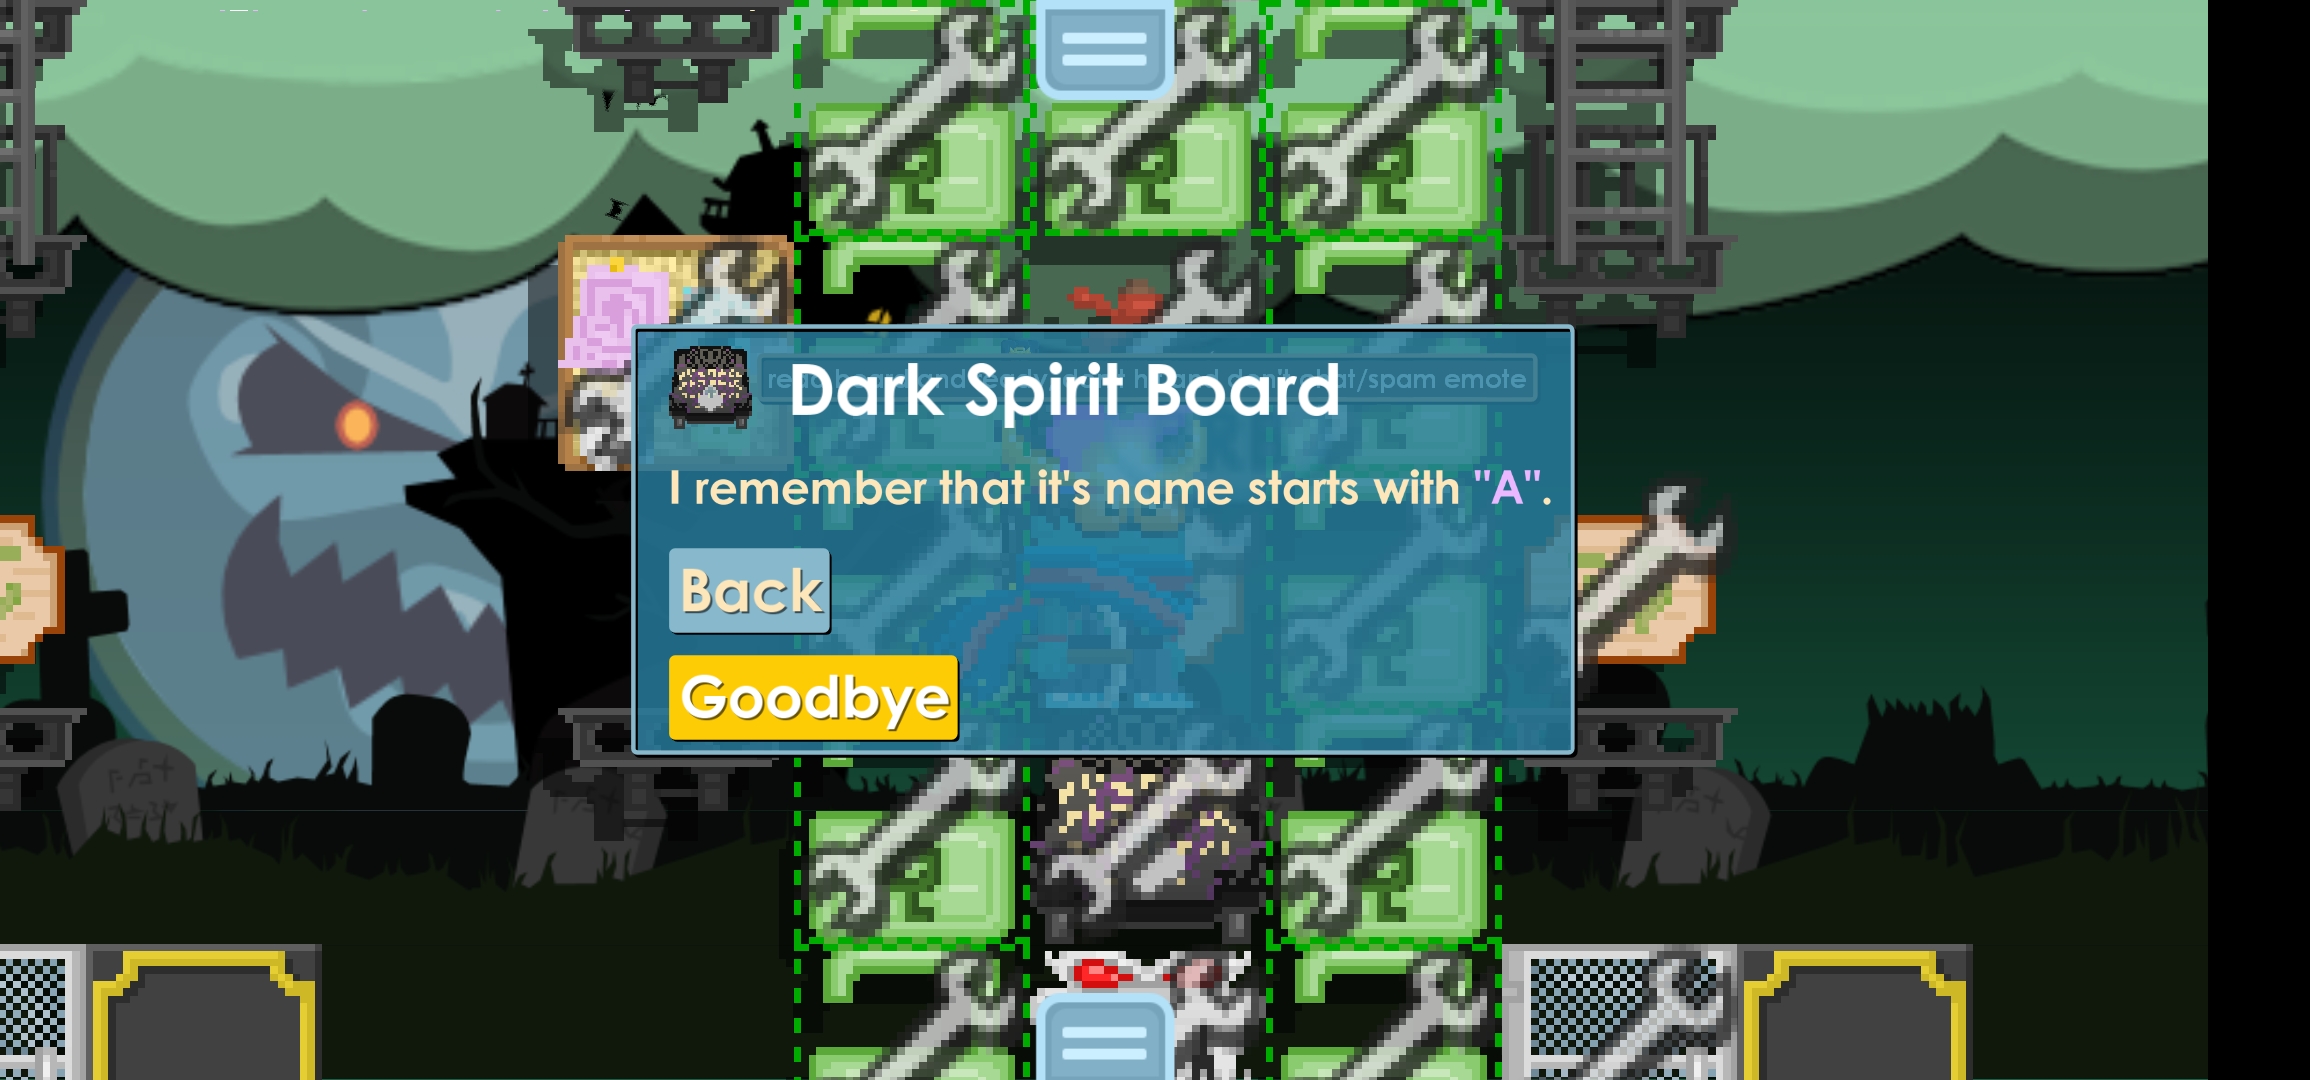 Dark Spirit Board
I remember that it's name starts with "A".
Back
Goodbye